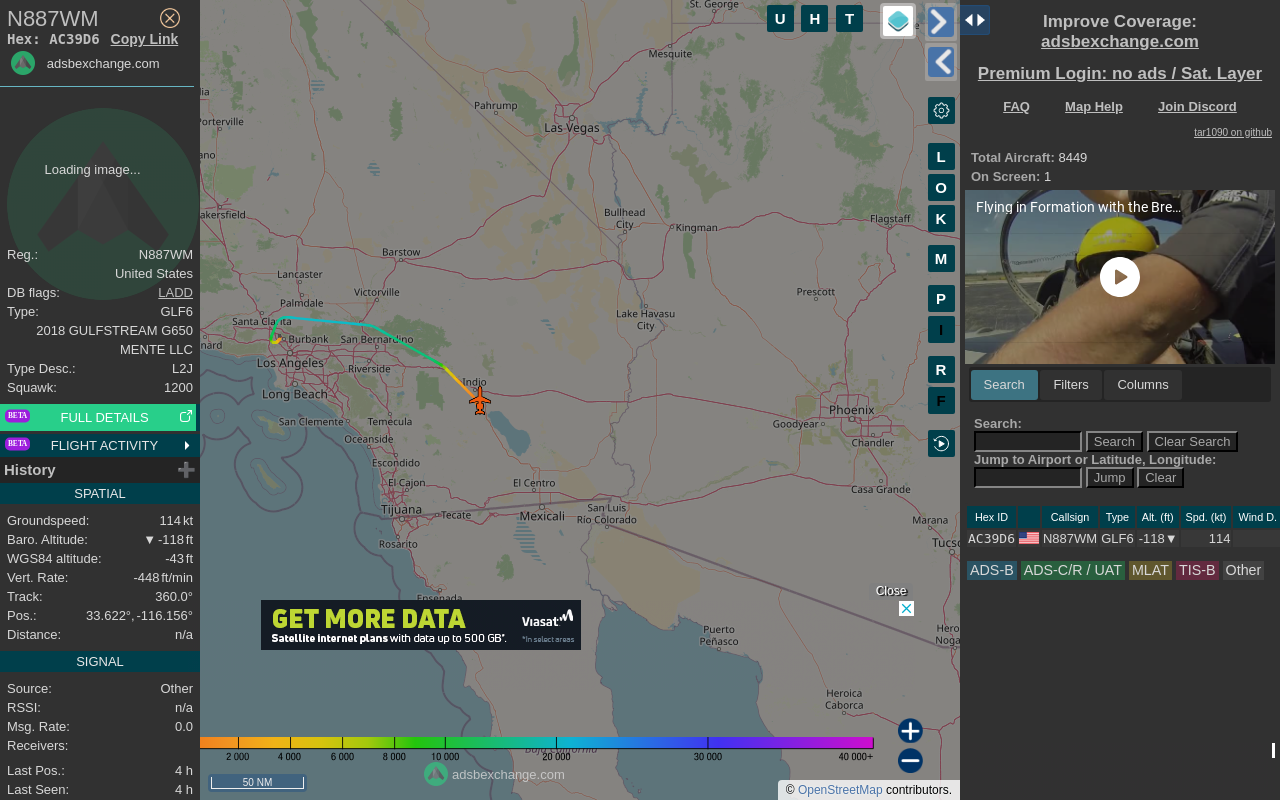 N887WM
Hex: AC39D6 Copy Link
adsbexchange.com
Loading image...
Reg.: N887WM
United States
DB flags: LADD
Type: GLF6
2018 GULFSTREAM G650
MENTE LLC
Type Desc.: L2J
Squawk: 1200
BETA FULL DETAILS
BETA FLIGHT ACTIVITY
History
SPATIAL
Groundspeed: 114 kt
Baro. Altitude: ▼ -118 ft
WGS84 altitude: -43 ft
Vert. Rate: -448 ft/min
Track: 360.0°
Pos.: 33.622°, -116.156°
Distance: n/a
SIGNAL
Source: Other
RSSI: n/a
Msg. Rate: 0.0
Receivers:
Last Pos.: 4 h
Last Seen: 4 h
St. George
Mesquite
Pahrump
Las Vegas
Porterville
akersfield
Bullhead
City
Kingman
Flagstaff
Barstow
Lancaster
Victorville
Palmdale
Prescott
Santa Clarita
Lake Havasu
City
Burbank
San Bernardino
Los Angeles
Riverside
Indio
Long Beach
Phoenix
San Clemente
Temecula
Goodyear
Oceanside
Chandler
Escondido
El Cajon
El Centro
Casa Grande
Tijuana
Tecate
Mexicali
San Luis
Río Colorado
Marana
Tucso
Rosarito
Ensenada
Puerto
Peñasco
Hero
Noga
Heroica
Caborca
Baja California
U H T
L
O
K
M
P
I
R
F
Close
GET MORE DATA
Satellite internet plans with data up to 500 GB*.
Viasat
*In select areas
2 000 4 000 6 000 8 000 10 000 20 000 30 000 40 000+
adsbexchange.com
50 NM
© OpenStreetMap contributors.
Improve Coverage:
adsbexchange.com
Premium Login: no ads / Sat. Layer
FAQ Map Help Join Discord
tar1090 on github
Total Aircraft: 8449
On Screen: 1
Flying in Formation with the Bre...
Search Filters Columns
Search:
Search Clear Search
Jump to Airport or Latitude, Longitude:
Jump Clear
Hex ID Callsign Type Alt. (ft) Spd. (kt) Wind D.
AC39D6 N887WM GLF6 -118▼ 114
ADS-B ADS-C/R / UAT MLAT TIS-B Other